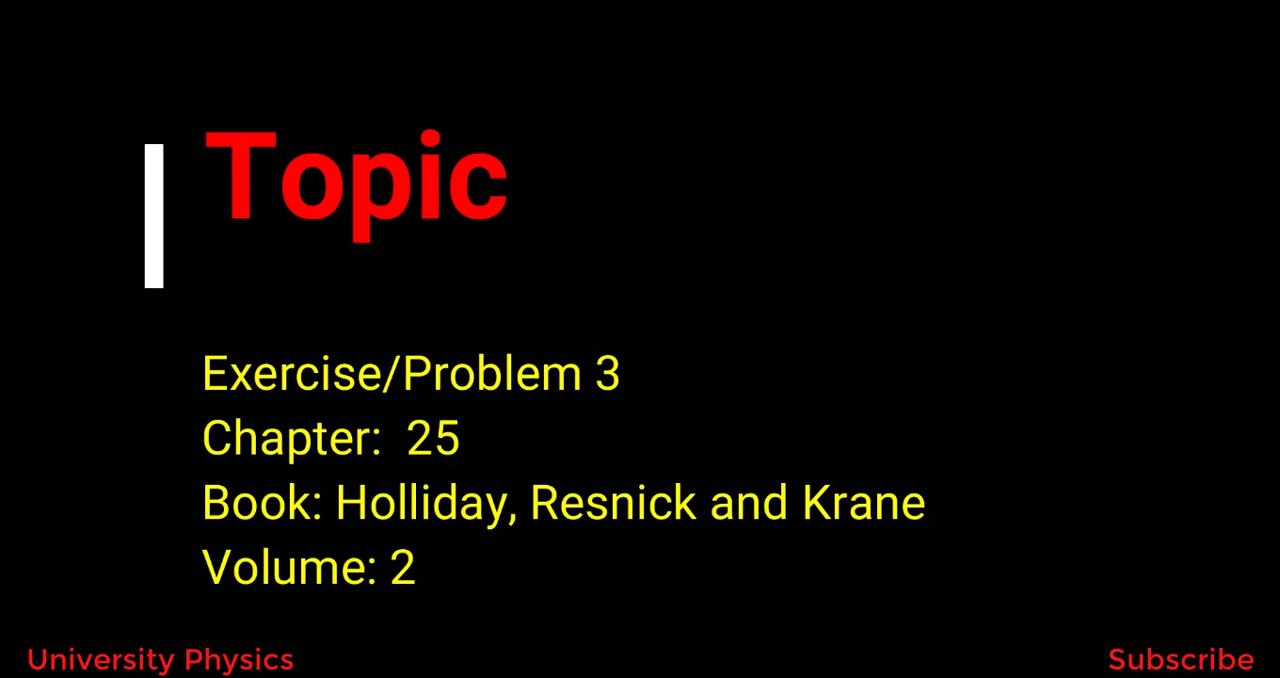 Topic
Exercise/Problem 3
Chapter:  25
Book: Holliday, Resnick and Krane
Volume: 2
University Physics
Subscribe